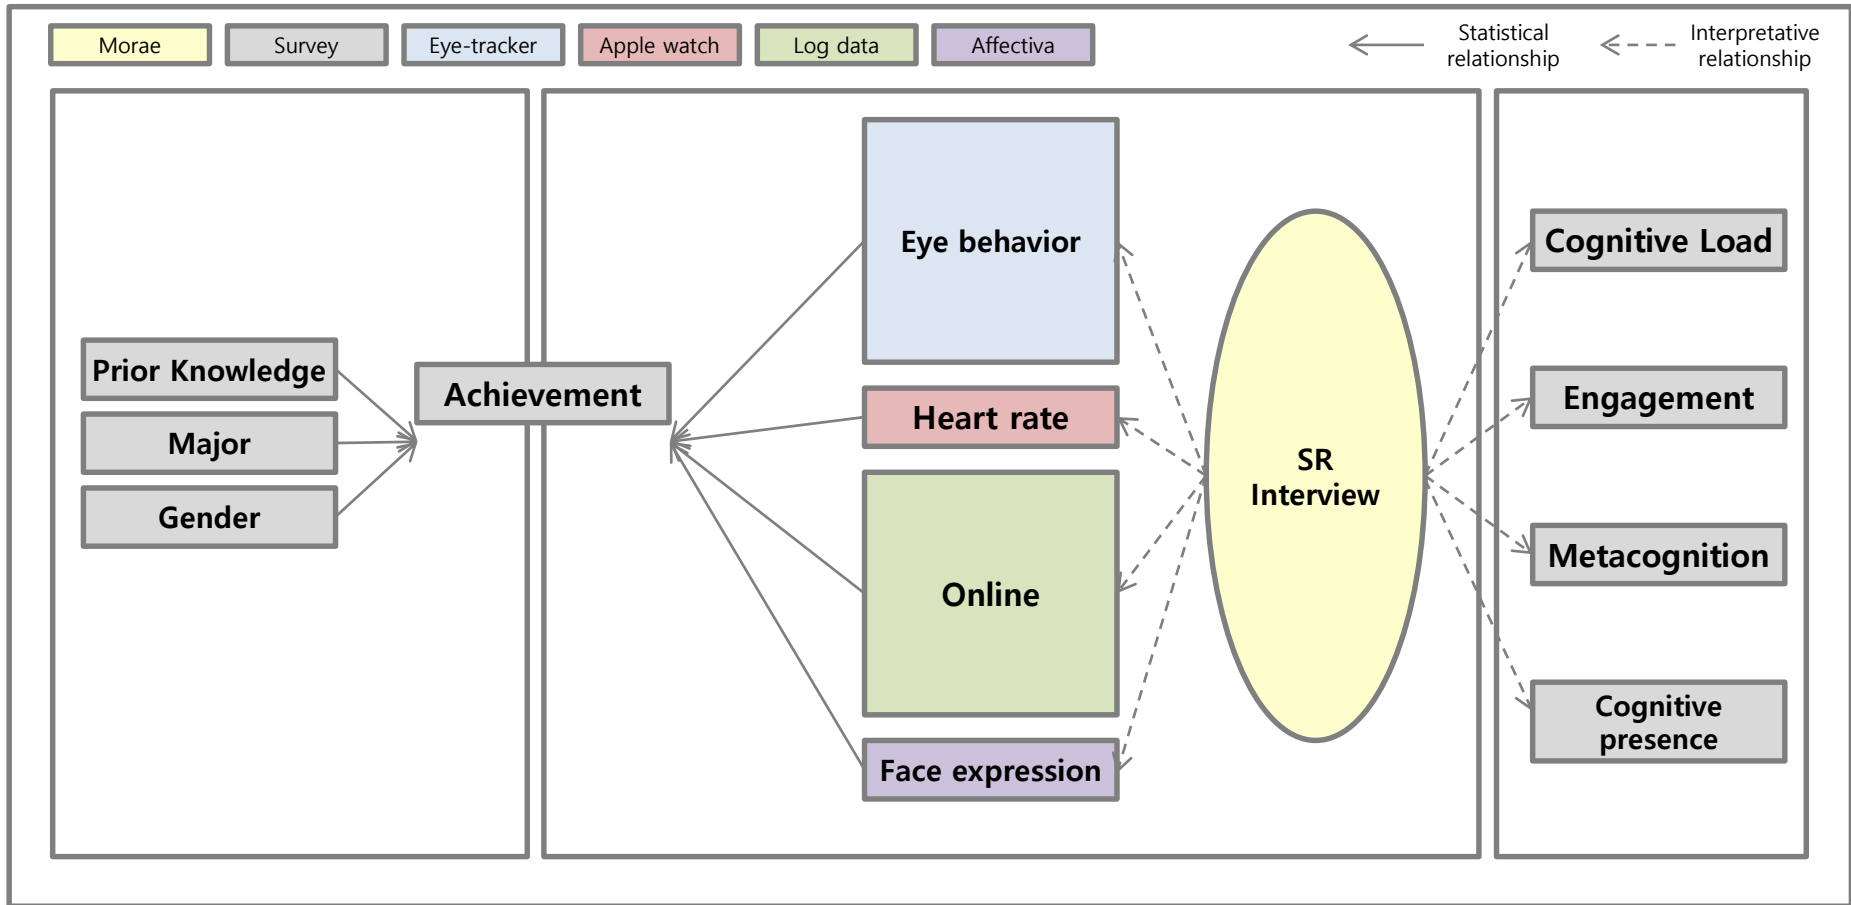 Morae
Survey
Eye-tracker
Apple watch
Log data
Affectiva
Statistical
relationship
Interpretative
relationship
Prior Knowledge
Major
Gender
Achievement
Eye behavior
Heart rate
Online
Face expression
SR
Interview
Cognitive Load
Engagement
Metacognition
Cognitive
presence